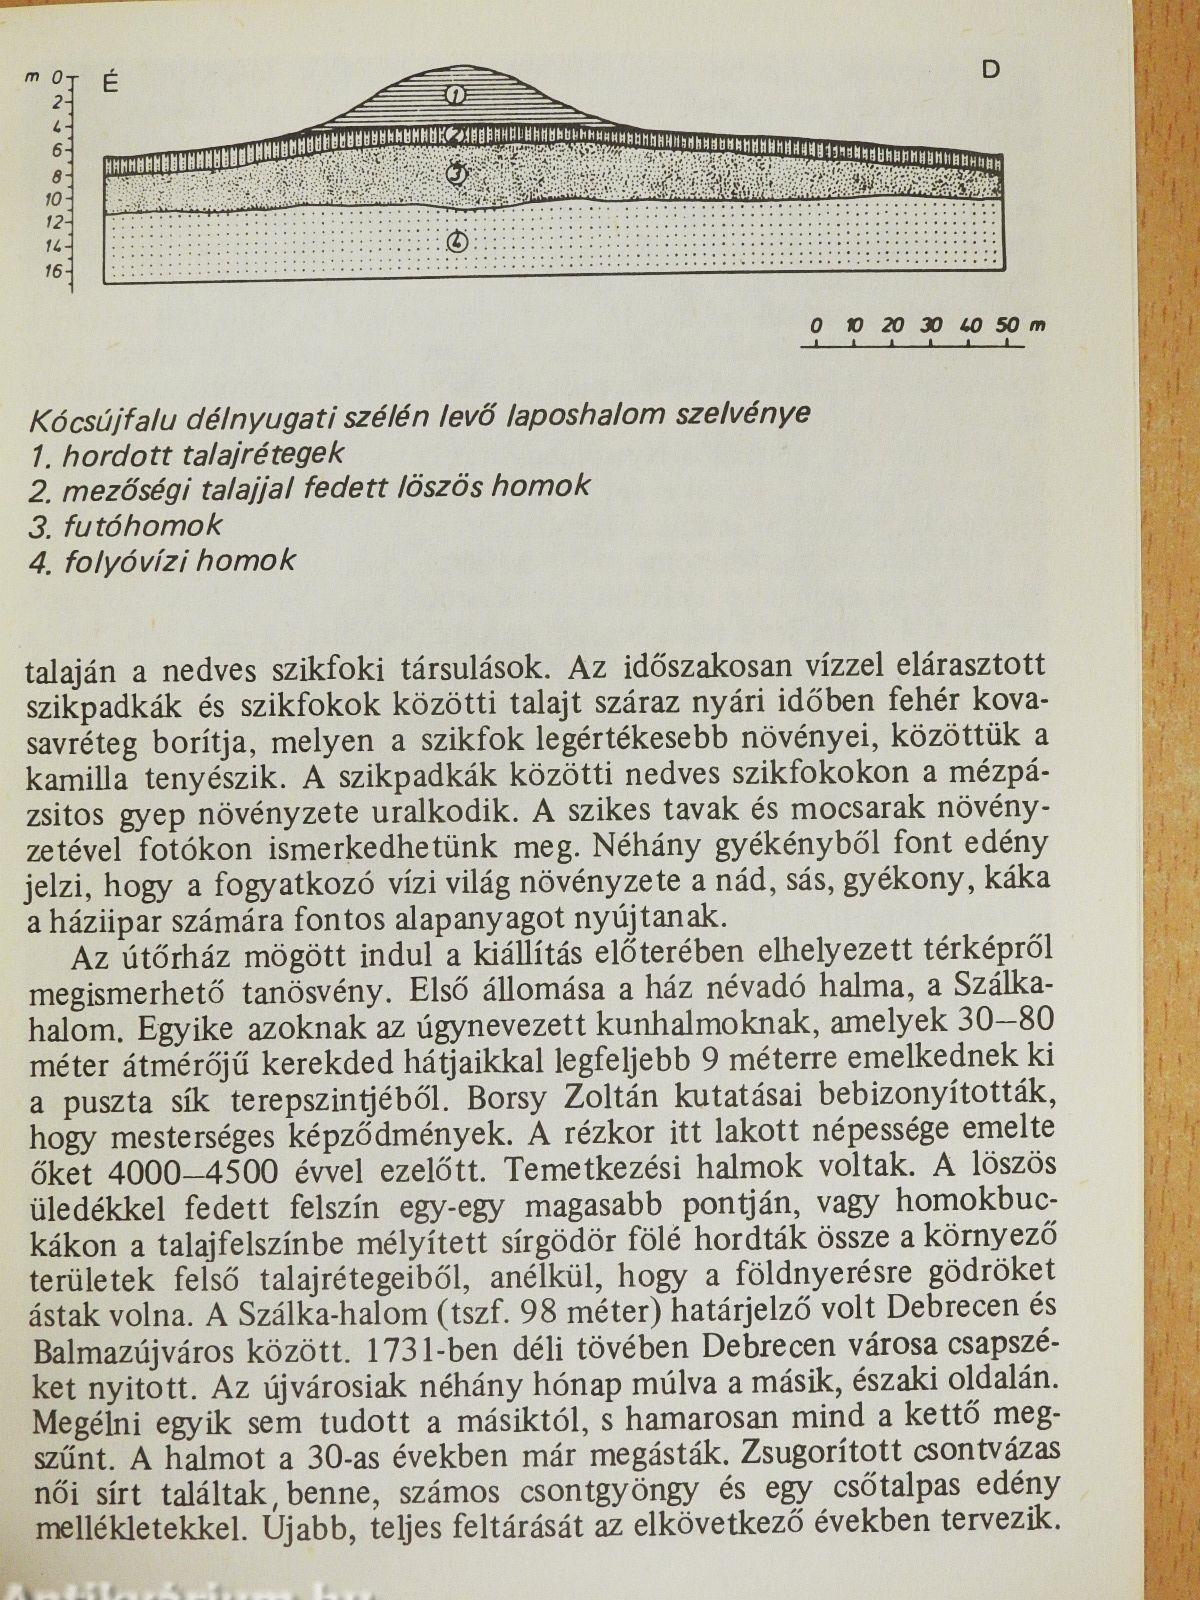 m 0 É D
2
4
6
8
10
12
14
16
1
2
3
4
0 10 20 30 40 50 m
Kócsújfalu délnyugati szélén levő laposhalom szelvénye
1. hordott talajrétegek
2. mezőségi talajjal fedett löszös homok
3. futóhomok
4. folyóvízi homok
talaján a nedves szikfoki társulások. Az időszakosan vízzel elárasztott
szikpadkák és szikfokok közötti talajt száraz nyári időben fehér kova-
savréteg borítja, melyen a szikfok legértékesebb növényei, közöttük a
kamilla tenyészik. A szikpadkák közötti nedves szikfokokon a mézpá-
zsitos gyep növényzete uralkodik. A szikes tavak és mocsarak növény-
zetével fotókon ismerkedhetünk meg. Néhány gyékényből font edény
jelzi, hogy a fogyatkozó vízi világ növényzete a nád, sás, gyékony, káka
a háziipar számára fontos alapanyagot nyújtanak.
Az útőrház mögött indul a kiállítás előterében elhelyezett térképről
megismerhető tanösvény. Első állomása a ház névadó halma, a Szálka-
halom. Egyike azoknak az úgynevezett kunhalmoknak, amelyek 30—80
méter átmérőjű kerekded hátjaikkal legfeljebb 9 méterre emelkednek ki
a puszta sík terepszintjéből. Borsy Zoltán kutatásai bebizonyították,
hogy mesterséges képződmények. A rézkor itt lakott népessége emelte
őket 4000—4500 évvel ezelőtt. Temetkezési halmok voltak. A löszös
üledékkel fedett felszín egy-egy magasabb pontján, vagy homokbuc-
kákon a talajfelszínbe mélyített sírgödör fölé hordták össze a környező
területek felső talajrétegeiből, anélkül, hogy a földnyerésre gödröket
ástak volna. A Szálka-halom (tszf. 98 méter) határjelző volt Debrecen és
Balmazújváros között. 1731-ben déli tövében Debrecen városa csapszé-
ket nyitott. Az újvárosiak néhány hónap múlva a másik, északi oldalán.
Megélni egyik sem tudott a másiktól, s hamarosan mind a kettő meg-
szűnt. A halmot a 30-as években már megásták. Zsugorított csontvázas
női sírt találtak benne, számos csontgyöngy és egy csőtalpas edény
mellékletekkel. Újabb, teljes feltárását az elkövetkező években tervezik.